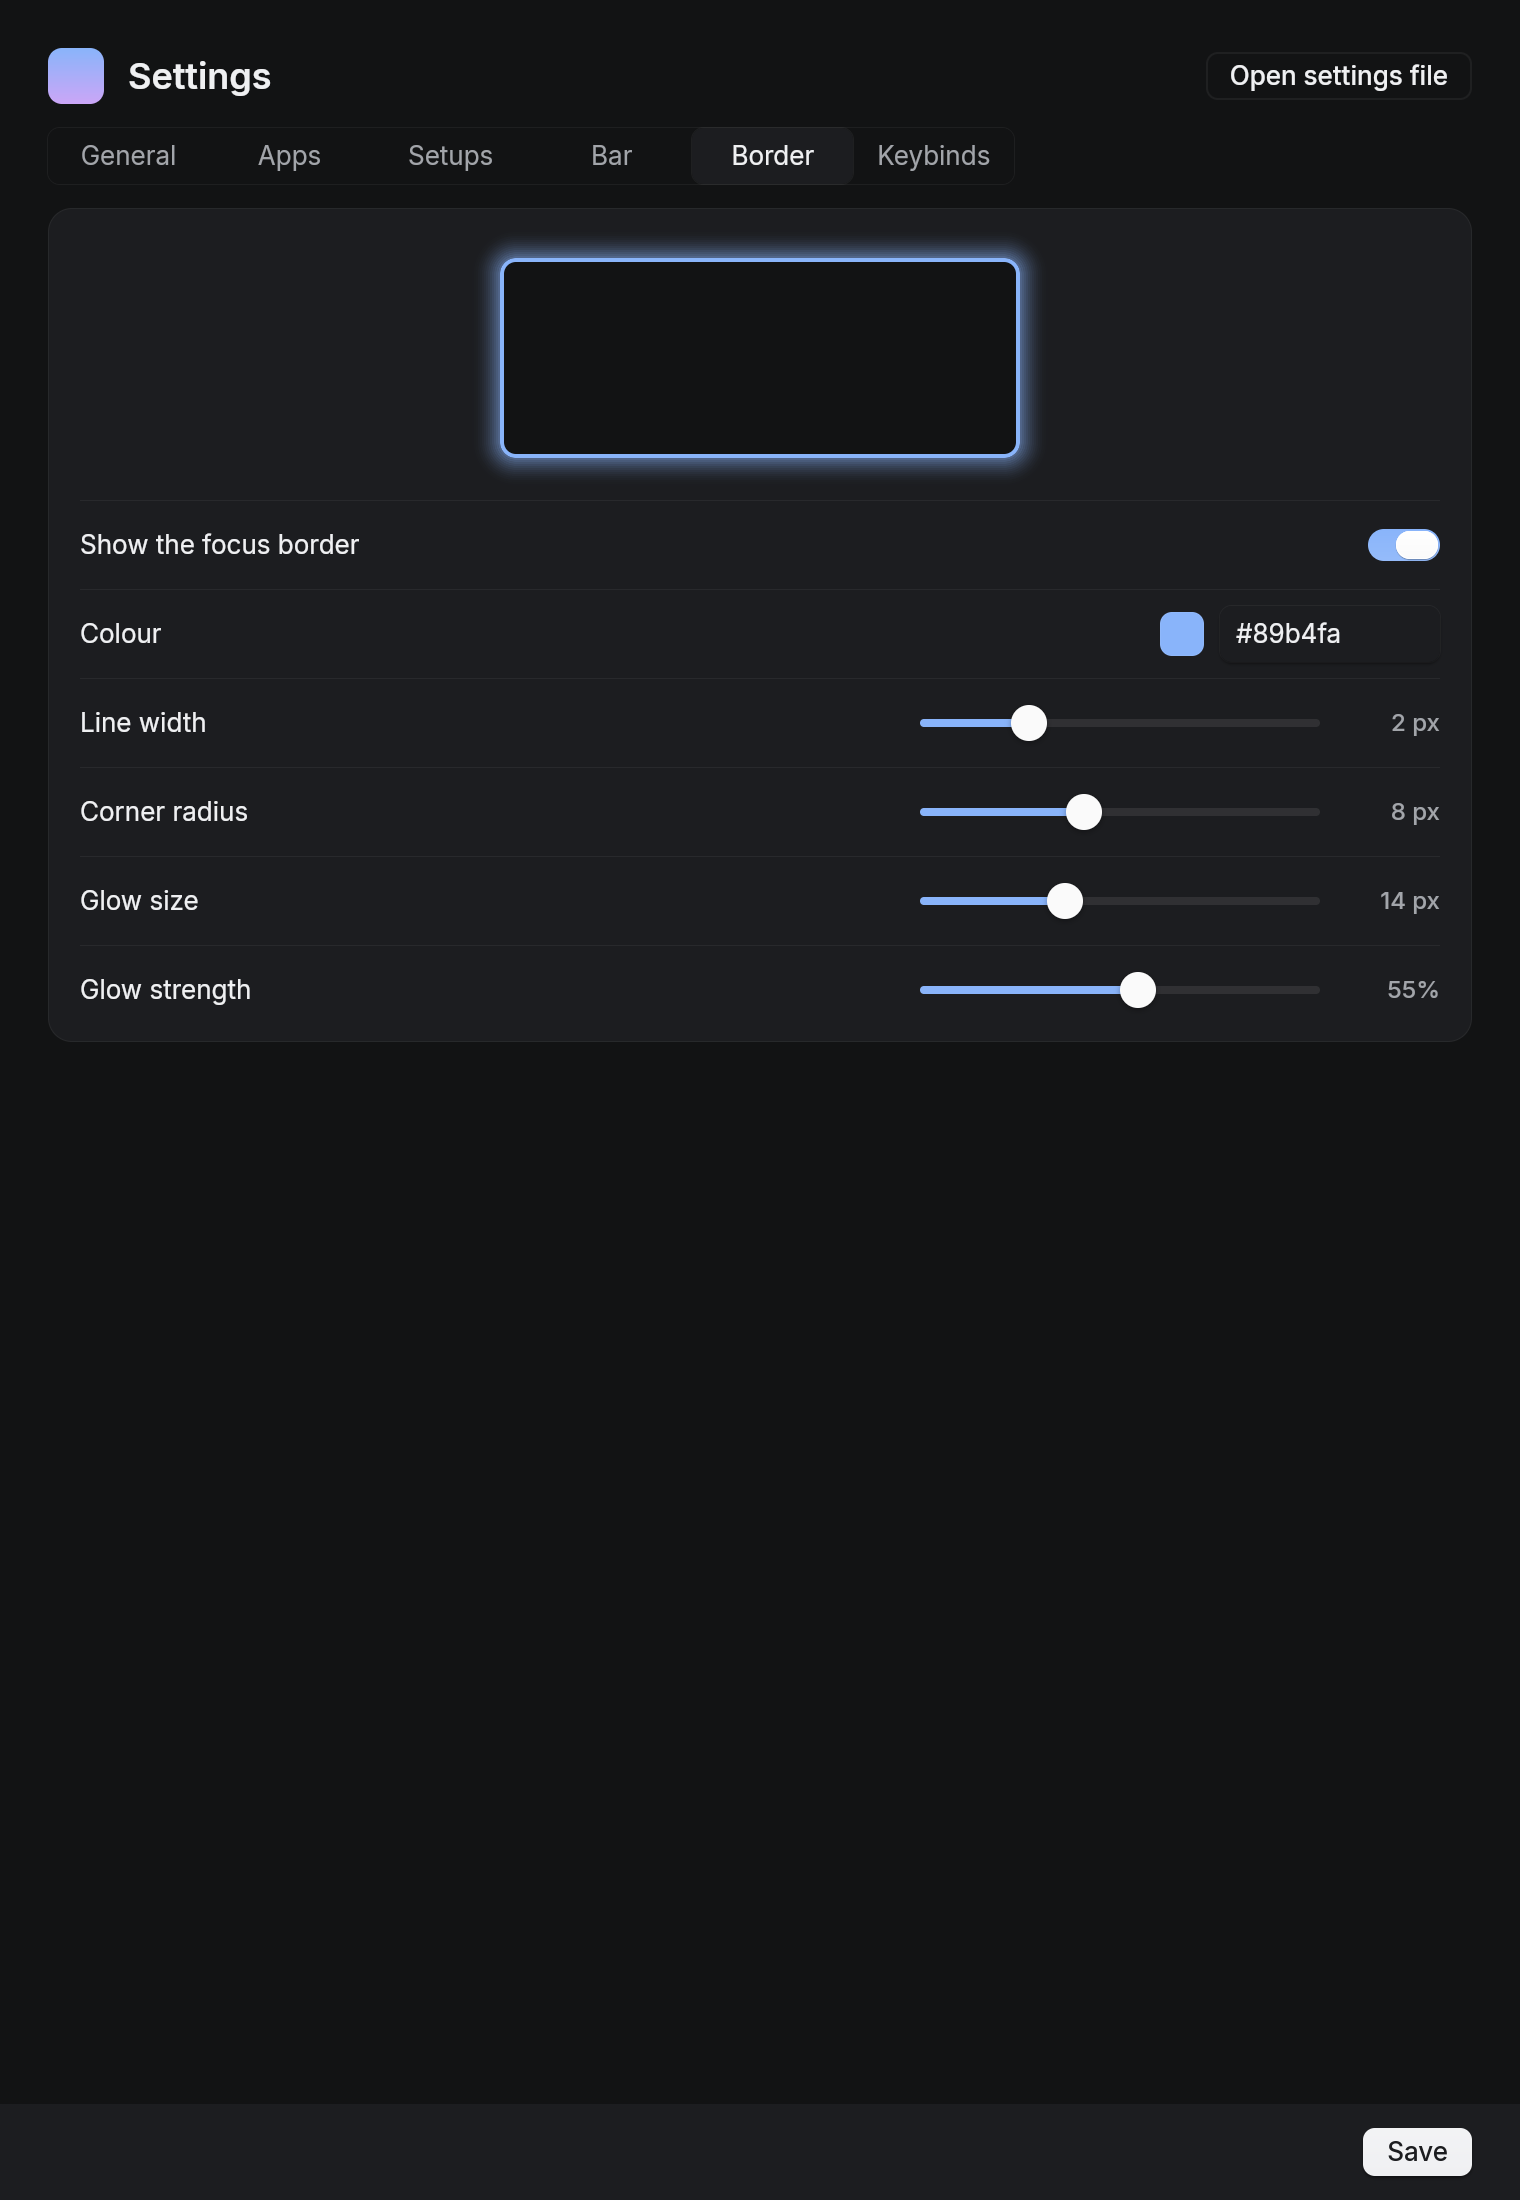 Settings
Open settings file
General
Apps
Setups
Bar
Border
Keybinds
Show the focus border
Colour
#89b4fa
Line width
2 px
Corner radius
8 px
Glow size
14 px
Glow strength
55%
Save